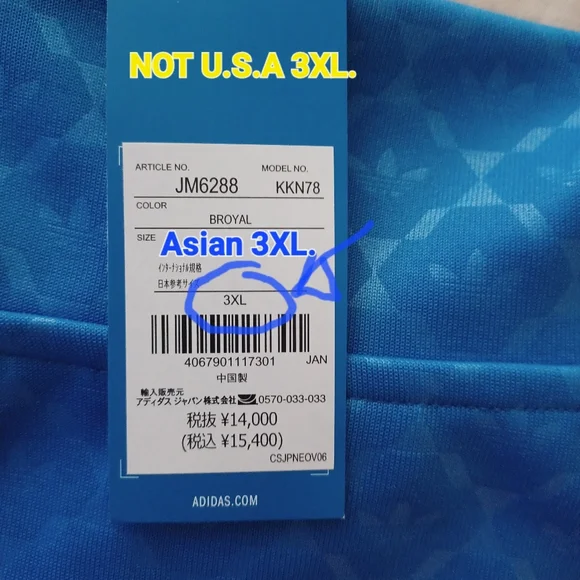 NOT U.S.A 3XL.
ARTICLE NO. MODEL NO.
JM6288 KKN78
COLOR
BROYAL
SIZE
Asian 3XL.
インターナショナル規格
日本参考サイズ
3XL
4067901117301 JAN
中国製
輸入販売元
アディダス ジャパン株式会社 0570-033-033
税抜 ¥14,000
(税込 ¥15,400)
CSJPNEOV06
ADIDAS.COM